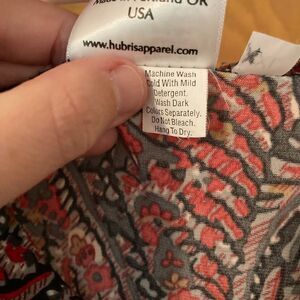 Made in Portland OR
USA
www.hubrisapparel.com
Machine Wash
Cold With Mild
Detergent.
Wash Dark
Colors Separately.
Do Not Bleach.
Hang To Dry.